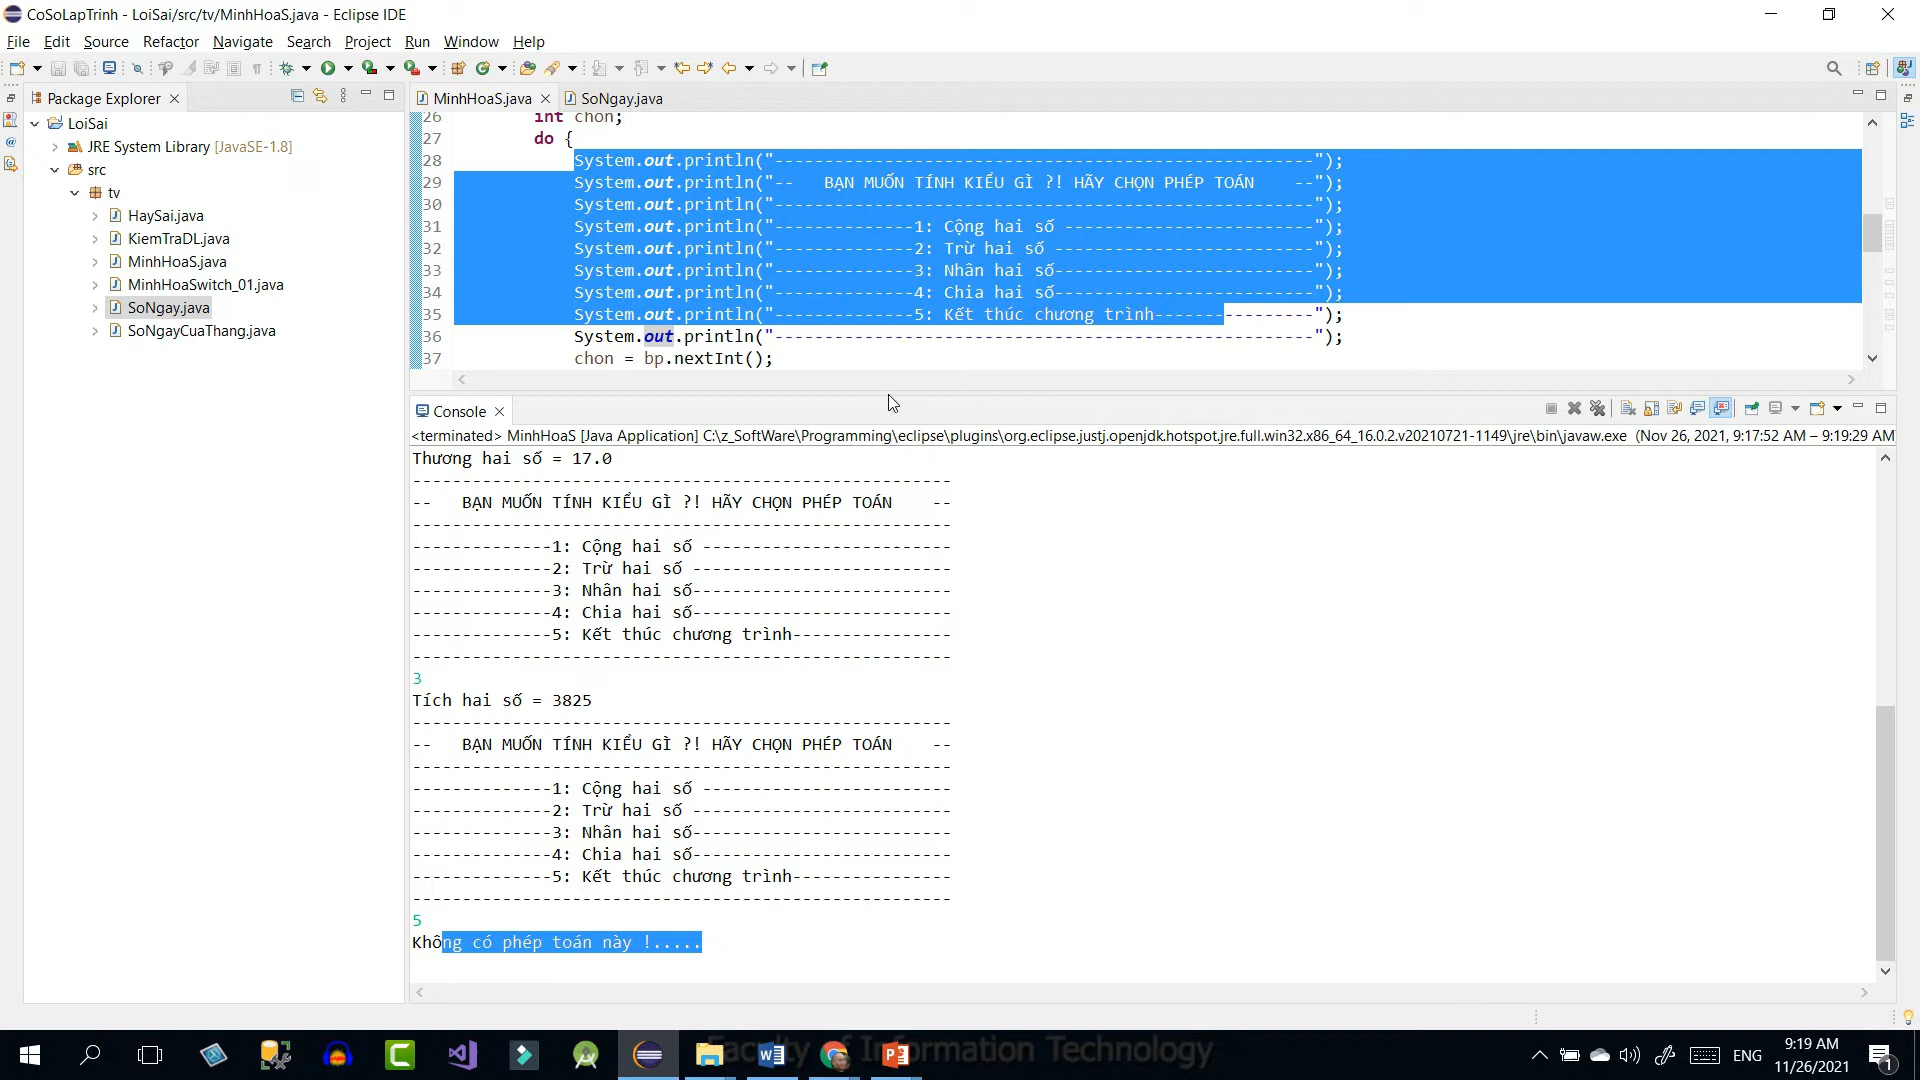 CoSoLapTrinh - LoiSai/src/tv/MinhHoaS.java - Eclipse IDE
File Edit Source Refactor Navigate Search Project Run Window Help
Package Explorer
LoiSai
JRE System Library [JavaSE-1.8]
src
tv
HaySai.java
KiemTraDL.java
MinhHoaS.java
MinhHoaSwitch_01.java
SoNgay.java
SoNgayCuaThang.java
MinhHoaS.java SoNgay.java
26 int chon;
27 do {
28 System.out.println("------------------------------------------------------");
29 System.out.println("--   BẠN MUỐN TÍNH KIỂU GÌ ?! HÃY CHỌN PHÉP TOÁN    --");
30 System.out.println("------------------------------------------------------");
31 System.out.println("--------------1: Cộng hai số -------------------------");
32 System.out.println("--------------2: Trừ hai số --------------------------");
33 System.out.println("--------------3: Nhân hai số--------------------------");
34 System.out.println("--------------4: Chia hai số--------------------------");
35 System.out.println("--------------5: Kết thúc chương trình----------------");
36 System.out.println("------------------------------------------------------");
37 chon = bp.nextInt();
Console
<terminated> MinhHoaS [Java Application] C:\z_SoftWare\Programming\eclipse\plugins\org.eclipse.justj.openjdk.hotspot.jre.full.win32.x86_64_16.0.2.v20210721-1149\jre\bin\javaw.exe (Nov 26, 2021, 9:17:52 AM – 9:19:29 AM
Thương hai số = 17.0
------------------------------------------------------
--   BẠN MUỐN TÍNH KIỂU GÌ ?! HÃY CHỌN PHÉP TOÁN    --
------------------------------------------------------
--------------1: Cộng hai số -------------------------
--------------2: Trừ hai số --------------------------
--------------3: Nhân hai số--------------------------
--------------4: Chia hai số--------------------------
--------------5: Kết thúc chương trình----------------
------------------------------------------------------
3
Tích hai số = 3825
------------------------------------------------------
--   BẠN MUỐN TÍNH KIỂU GÌ ?! HÃY CHỌN PHÉP TOÁN    --
------------------------------------------------------
--------------1: Cộng hai số -------------------------
--------------2: Trừ hai số --------------------------
--------------3: Nhân hai số--------------------------
--------------4: Chia hai số--------------------------
--------------5: Kết thúc chương trình----------------
------------------------------------------------------
5
Không có phép toán này !.....
Faculty of Information Technology
ENG
9:19 AM
11/26/2021
1